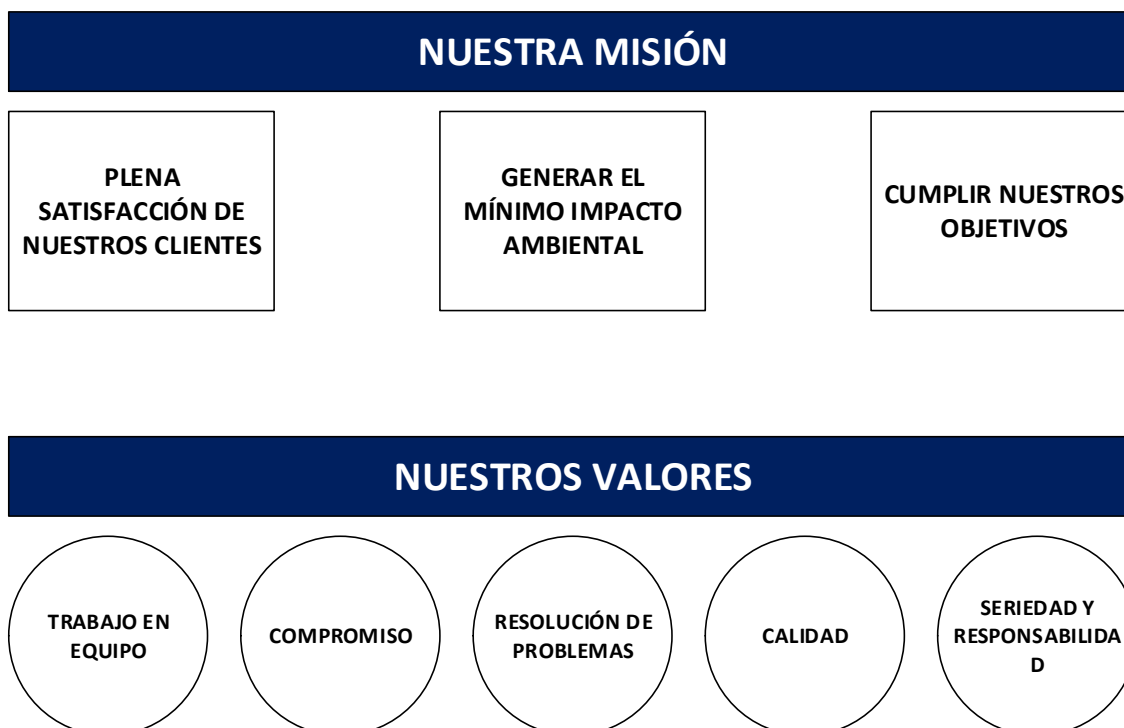 NUESTRA MISIÓN
PLENA
SATISFACCIÓN DE
NUESTROS CLIENTES
GENERAR EL
MÍNIMO IMPACTO
AMBIENTAL
CUMPLIR NUESTROS
OBJETIVOS
NUESTROS VALORES
TRABAJO EN
EQUIPO
COMPROMISO
RESOLUCIÓN DE
PROBLEMAS
CALIDAD
SERIEDAD Y
RESPONSABILIDA
D